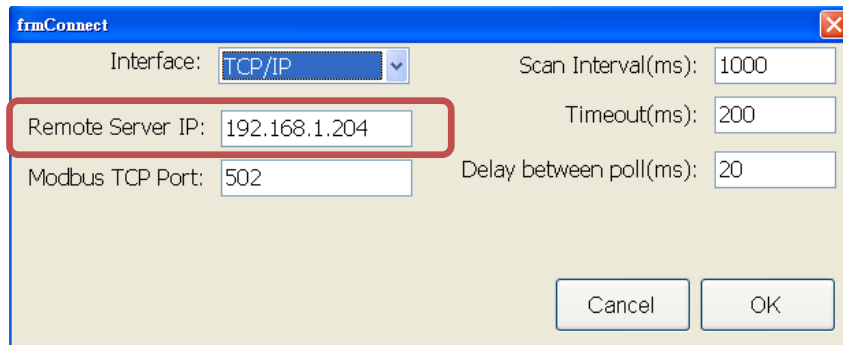 frmConnect
Interface: TCP/IP
Scan Interval(ms): 1000
Remote Server IP: 192.168.1.204
Timeout(ms): 200
Modbus TCP Port: 502
Delay between poll(ms): 20
Cancel OK